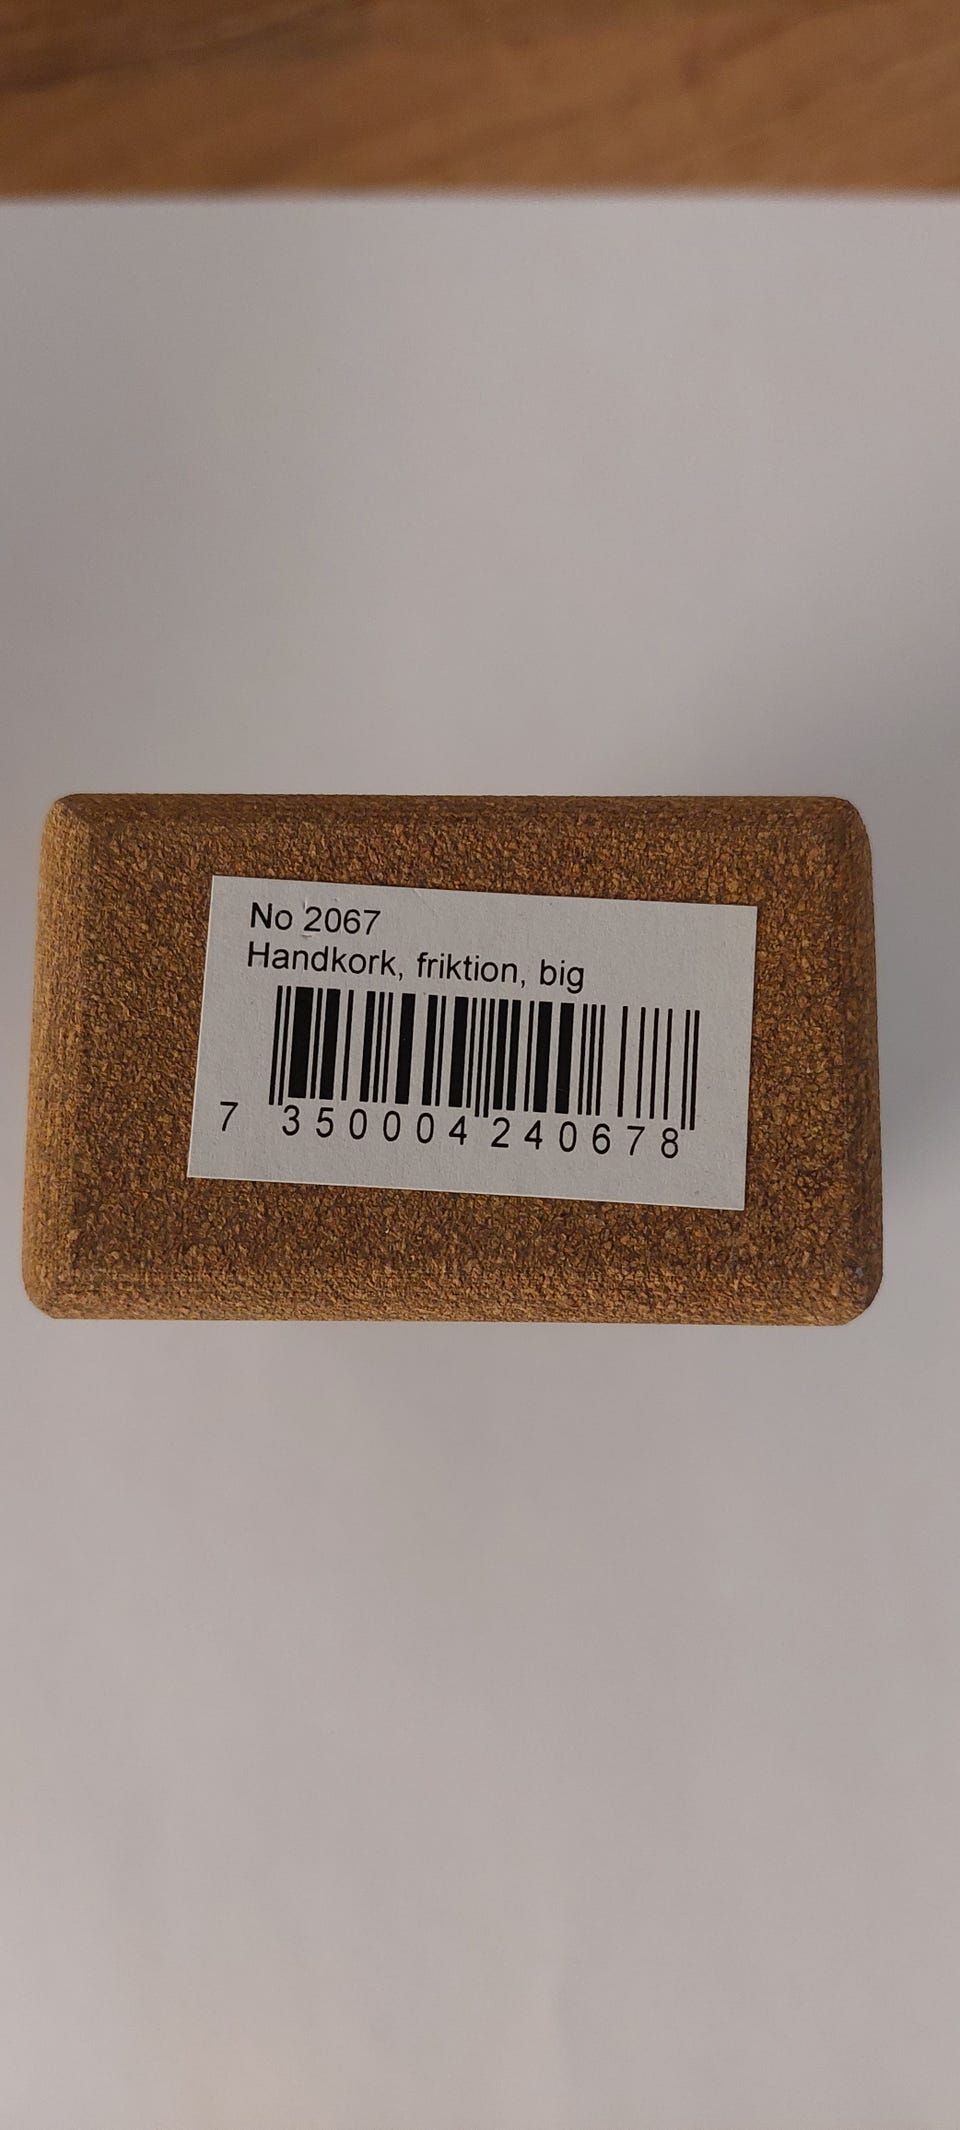 No 2067
Handkork, friktion, big
7 350004 240678